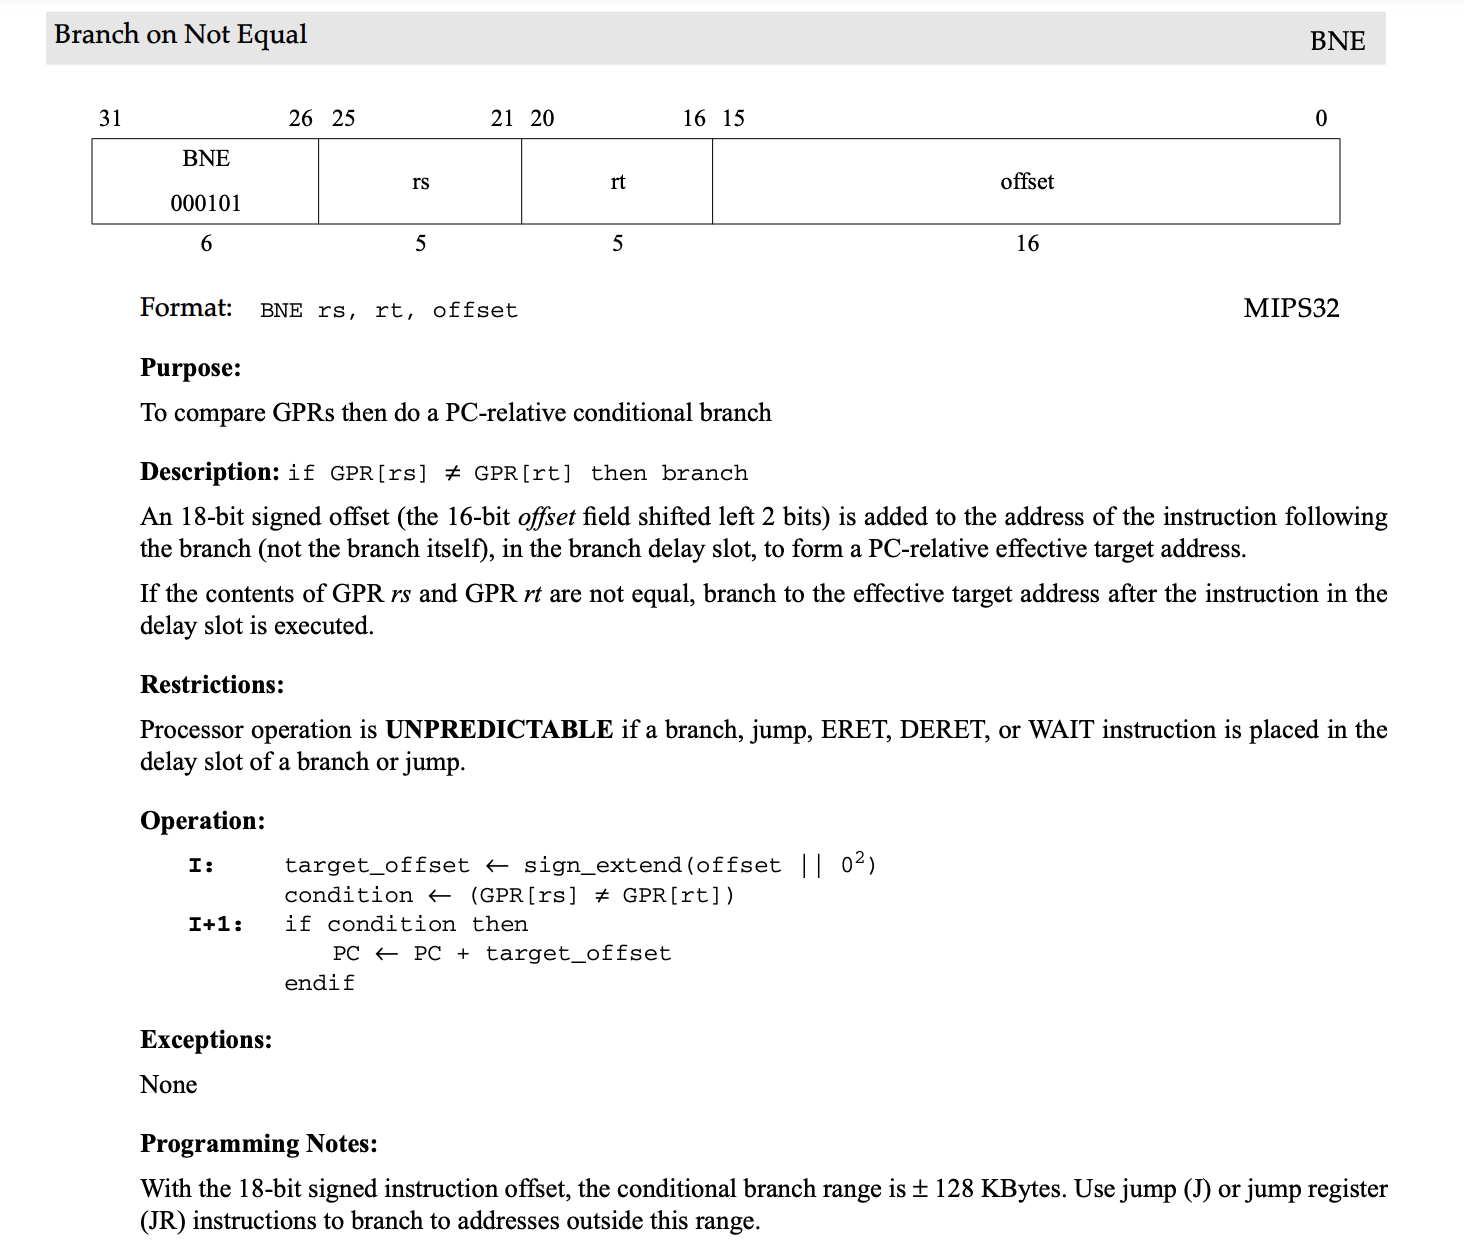 Branch on Not Equal BNE
31 26 25 21 20 16 15 0
BNE
000101 rs rt offset
6 5 5 16
Format: BNE rs, rt, offset MIPS32
Purpose:
To compare GPRs then do a PC-relative conditional branch
Description: if GPR[rs] ≠ GPR[rt] then branch
An 18-bit signed offset (the 16-bit offset field shifted left 2 bits) is added to the address of the instruction following
the branch (not the branch itself), in the branch delay slot, to form a PC-relative effective target address.
If the contents of GPR rs and GPR rt are not equal, branch to the effective target address after the instruction in the
delay slot is executed.
Restrictions:
Processor operation is UNPREDICTABLE if a branch, jump, ERET, DERET, or WAIT instruction is placed in the
delay slot of a branch or jump.
Operation:
I: target_offset ← sign_extend(offset || 0²)
condition ← (GPR[rs] ≠ GPR[rt])
I+1: if condition then
PC ← PC + target_offset
endif
Exceptions:
None
Programming Notes:
With the 18-bit signed instruction offset, the conditional branch range is ± 128 KBytes. Use jump (J) or jump register
(JR) instructions to branch to addresses outside this range.